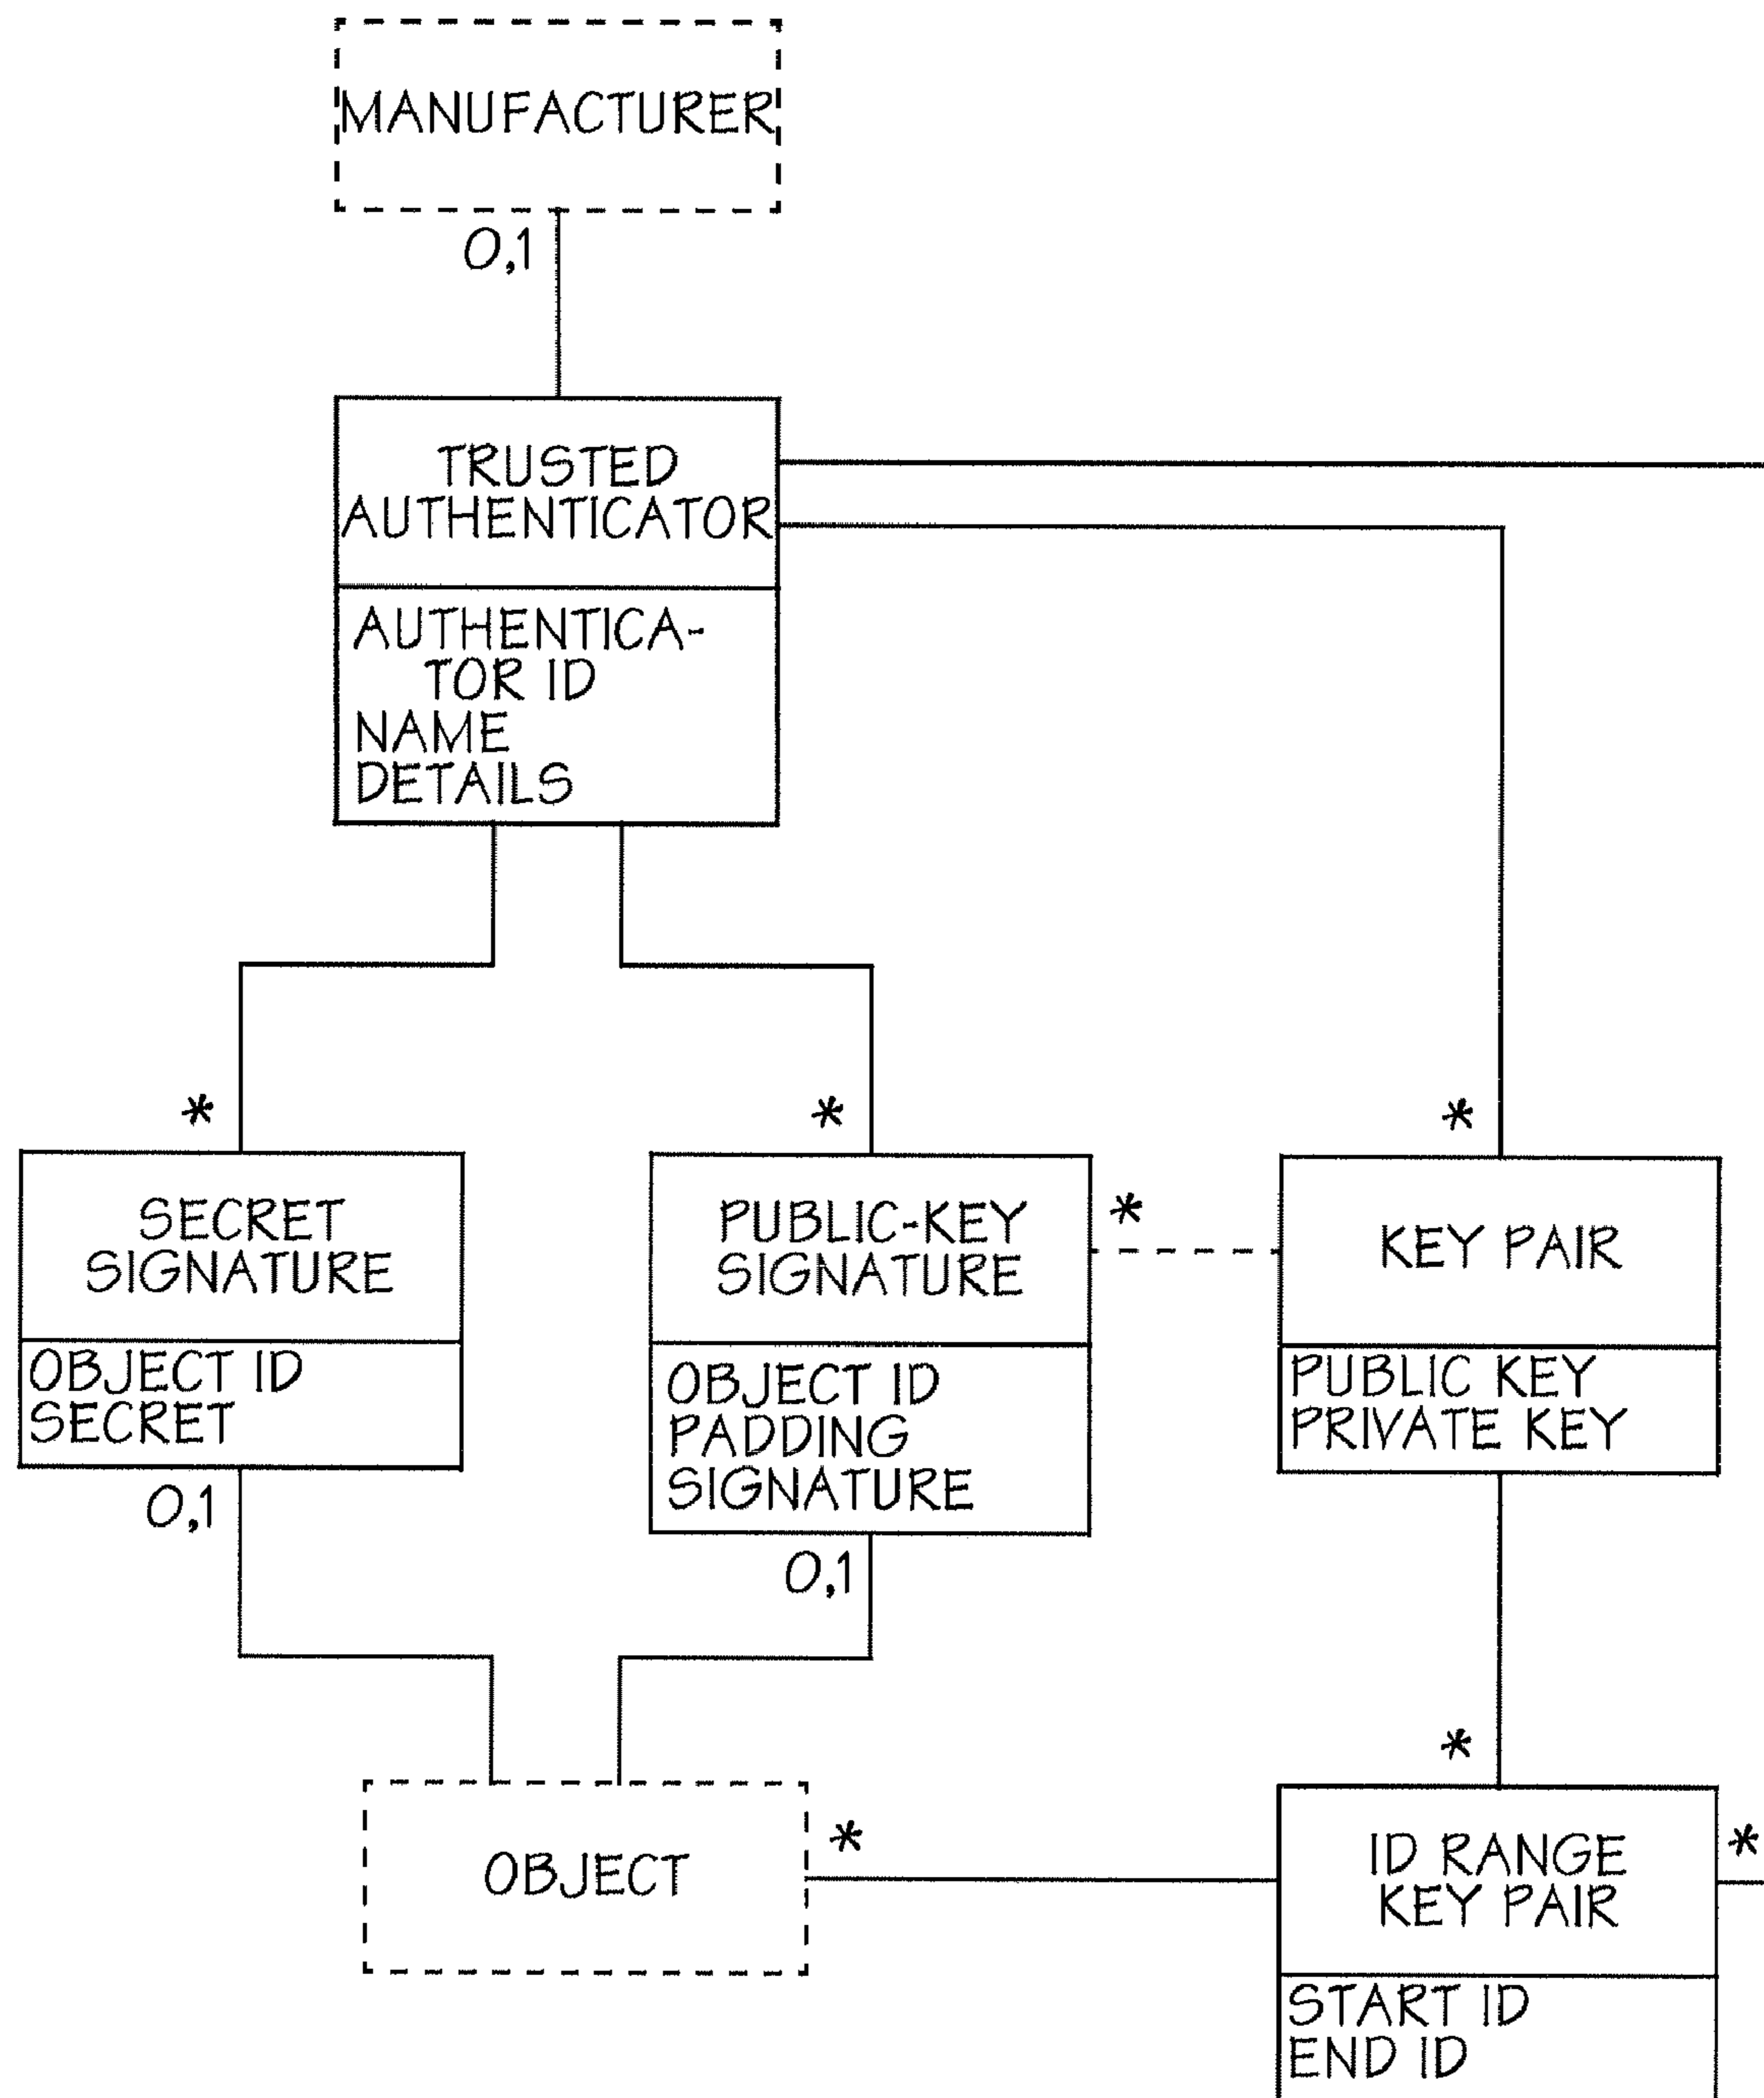 MANUFACTURER
0,1
TRUSTED
AUTHENTICATOR
AUTHENTICA-
TOR ID
NAME
DETAILS
*
*
*
SECRET
SIGNATURE
OBJECT ID
SECRET
0,1
PUBLIC-KEY
SIGNATURE
*
OBJECT ID
PADDING
SIGNATURE
0,1
KEY PAIR
PUBLIC KEY
PRIVATE KEY
*
OBJECT
*
ID RANGE
KEY PAIR
*
START ID
END ID